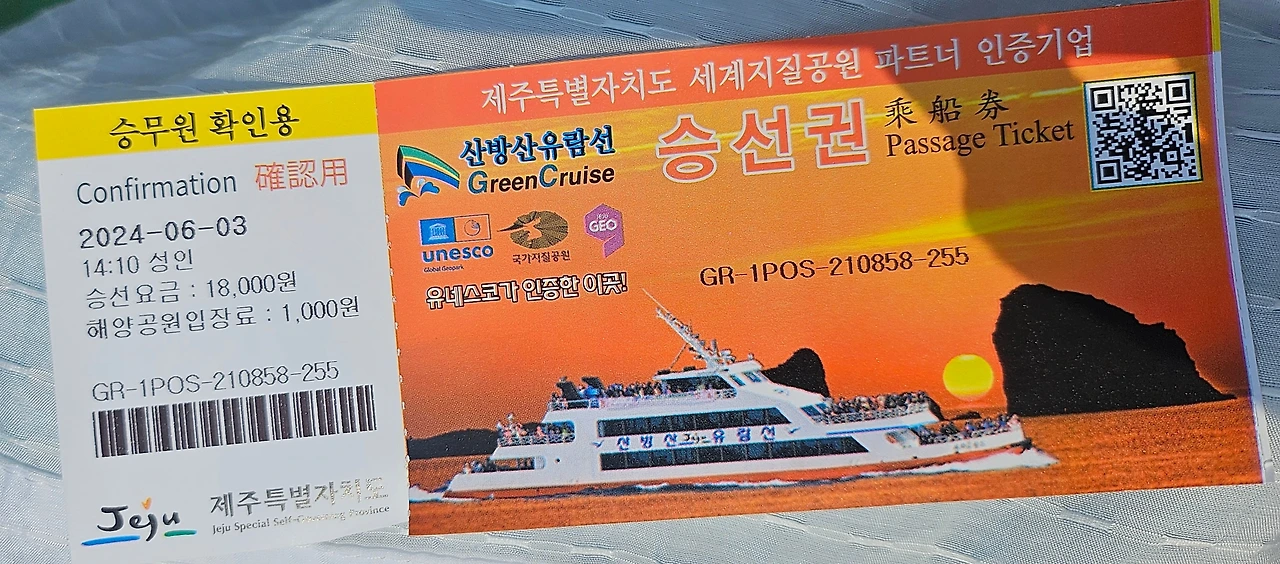 승무원 확인용
Confirmation 確認用
2024-06-03
14:10 성인
승선요금 : 18,000원
해양공원입장료 : 1,000원
GR-1POS-210858-255
Jeju 제주특별자치도
Jeju Special Self-Governing Province
제주특별자치도 세계지질공원 파트너 인증기업
산방산유람선
GreenCruise
승선권
乘船券
Passage Ticket
unesco
Global Geopark
국가지질공원
JEJU
GEO
유네스코가 인증한 이곳!
GR-1POS-210858-255
산방산 유람선